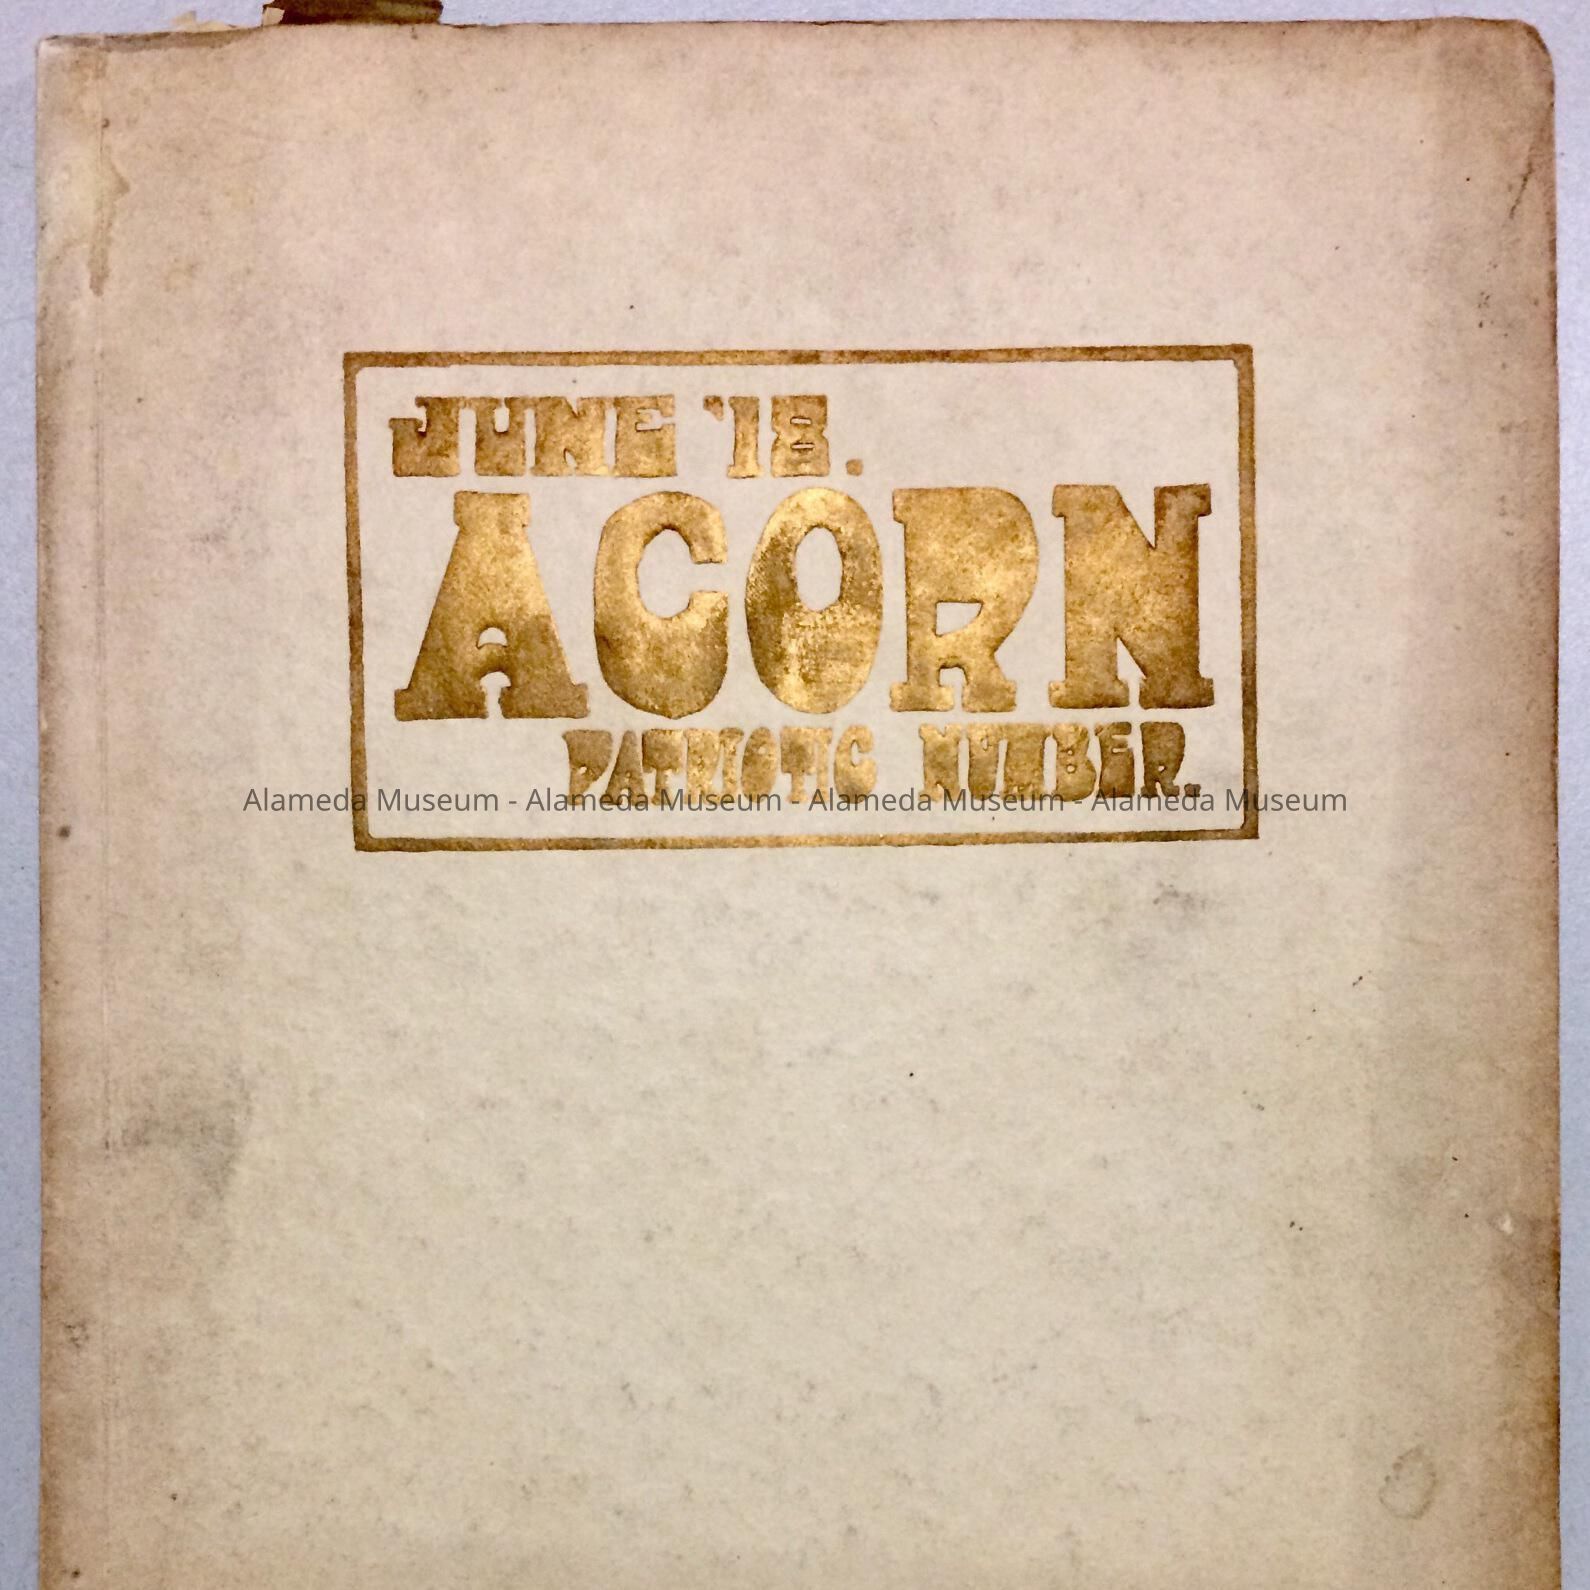 JUNE '18.
ACORN
PATRIOTIC NUMBER.
Alameda Museum - Alameda Museum - Alameda Museum - Alameda Museum